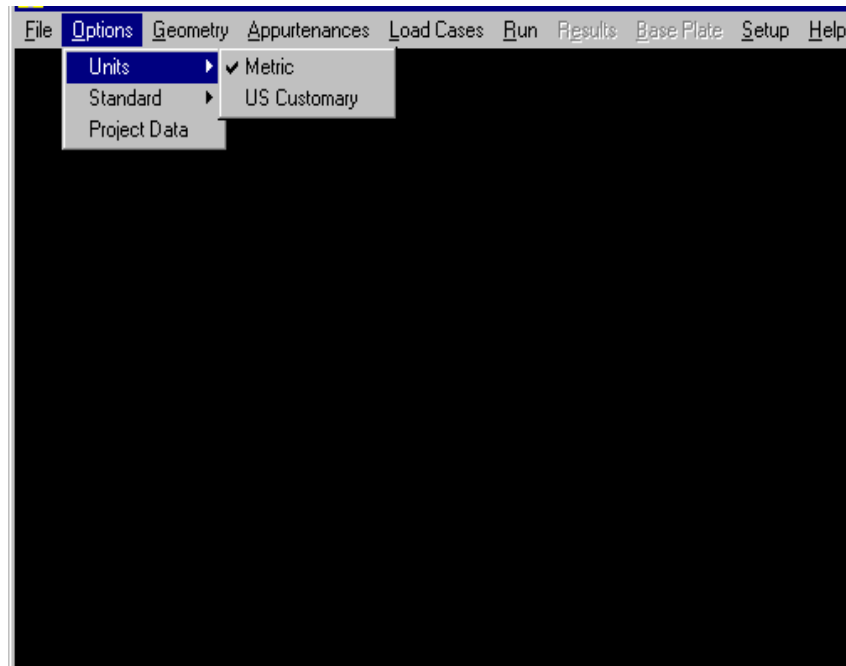 File Options Geometry Appurtenances Load Cases Run Results Base Plate Setup Help
Units Metric
Standard US Customary
Project Data